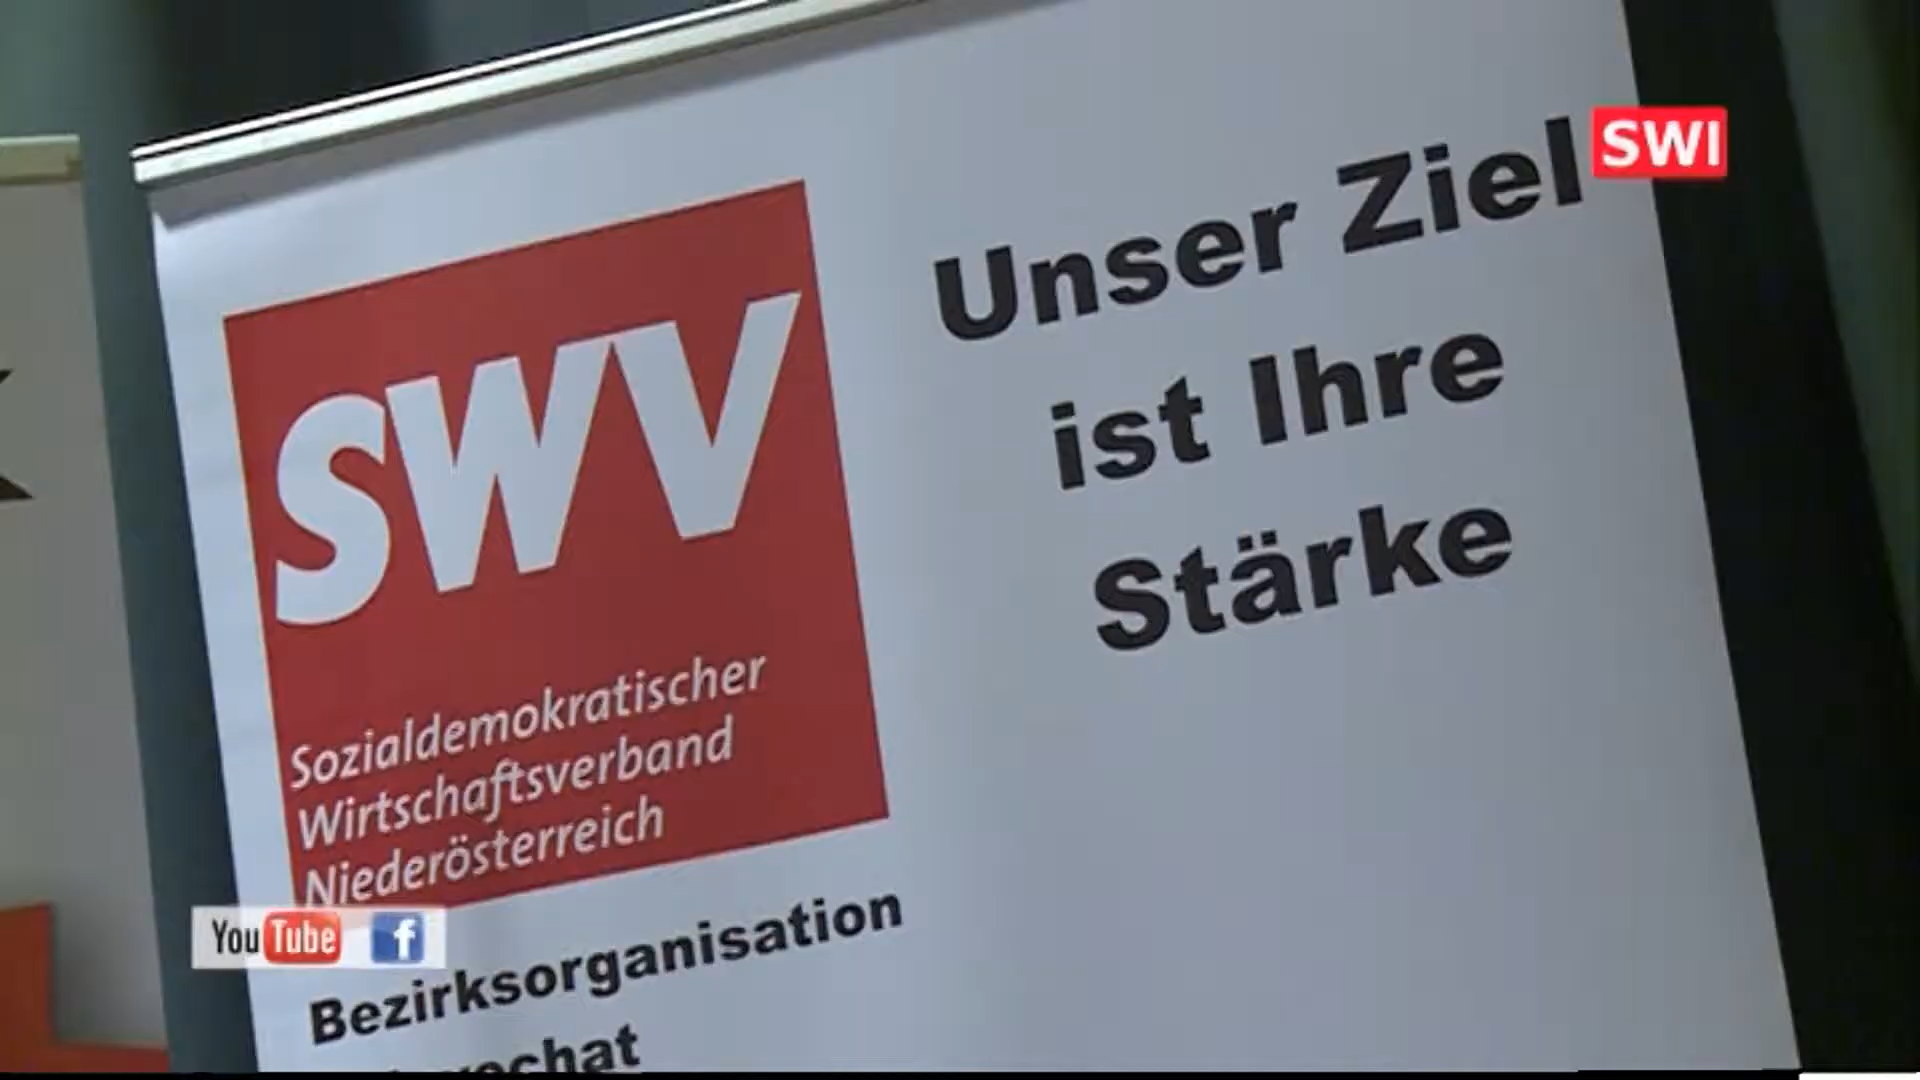 SWI
Unser Ziel
ist Ihre
Stärke
SWV
Sozialdemokratischer
Wirtschaftsverband
Niederösterreich
YouTube f
Bezirksorganisation